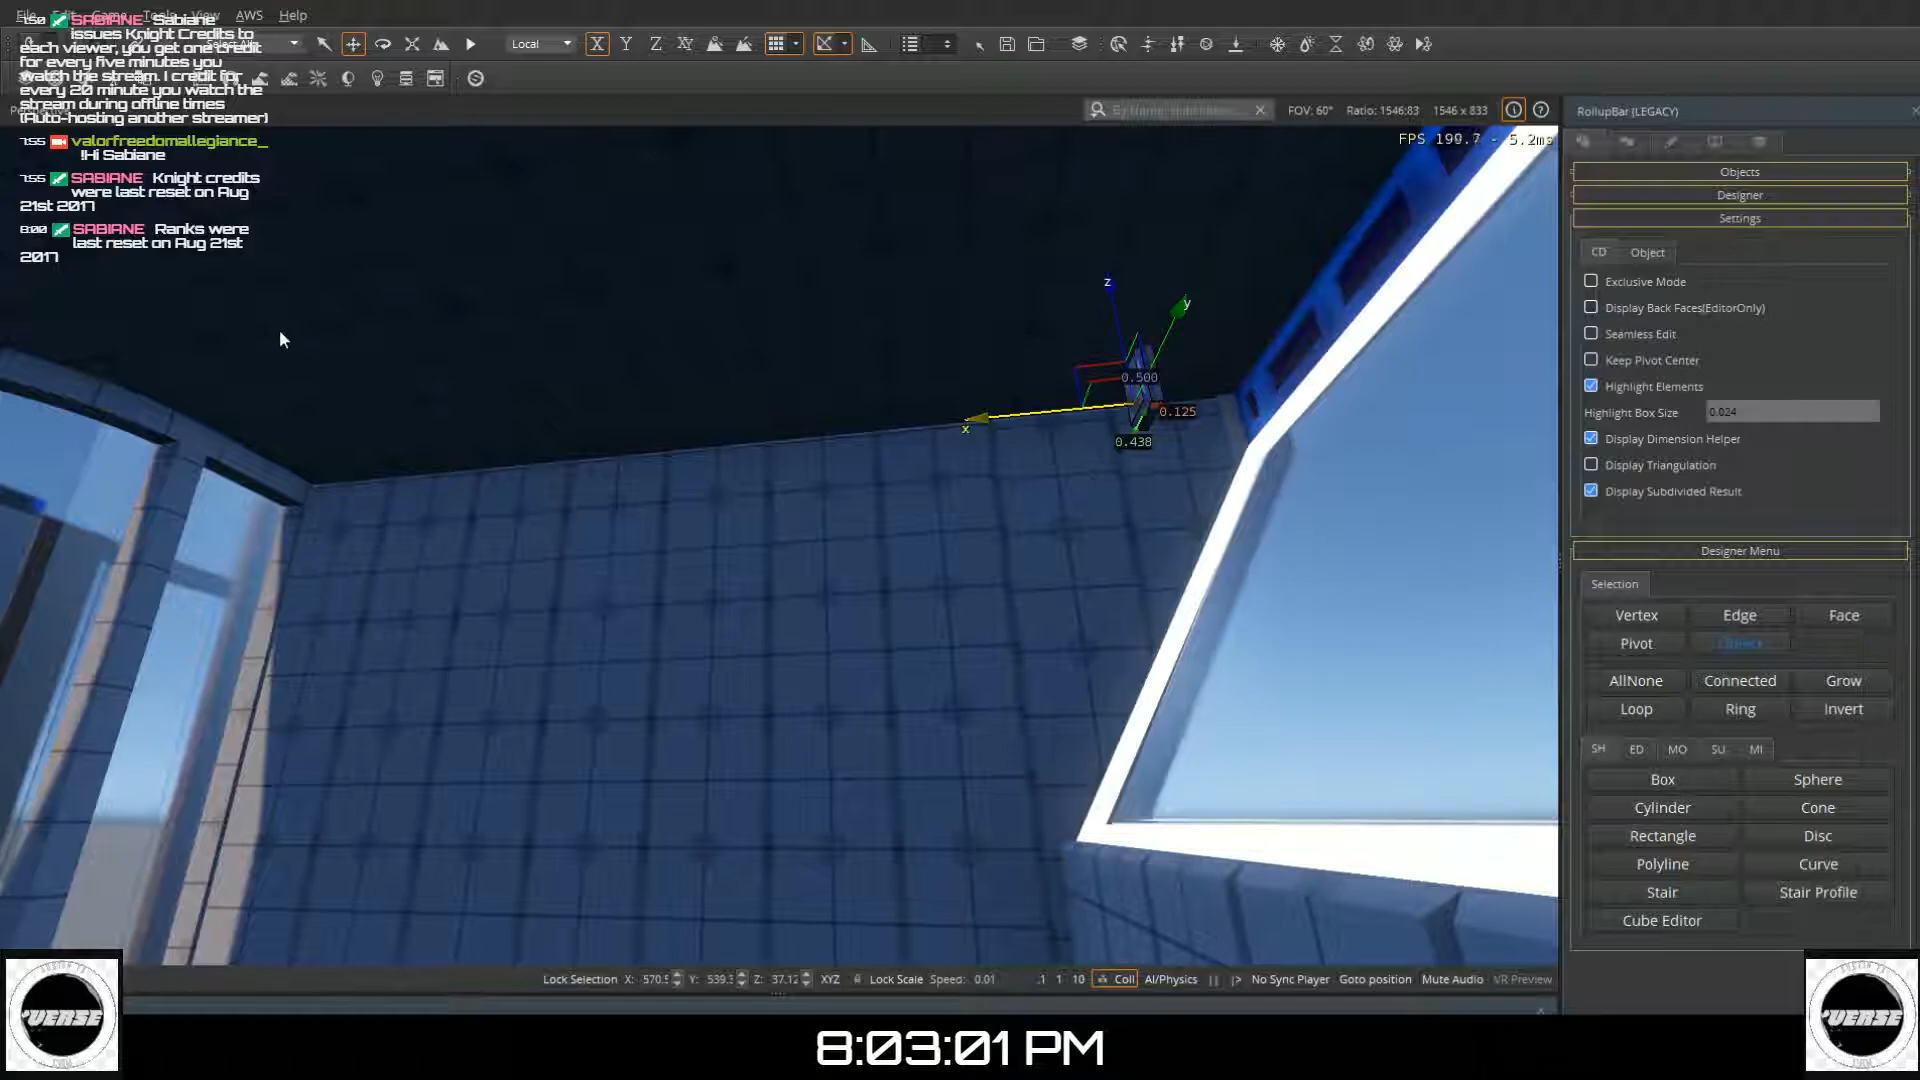 File Edit Game Tools View AWS Help
7:50 SABIANE Sabiane
issues Knight Credits to
each viewer, you get one credit
for every five minutes you
watch the stream. 1 credit for
every 20 minute you watch the
stream during offline times
(Auto-hosting another streamer)
7:55 valorfreedomallegiance_
!Hi Sabiane
7:55 SABIANE Knight credits
were last reset on Aug
21st 2017
8:00 SABIANE Ranks were
last reset on Aug 21st
2017
Local X Y Z XY
FOV: 60° Ratio: 1546:83 1546 x 833
FPS 190.7 - 5.2ms
z
y
x
0.500
0.125
0.438
RollupBar (LEGACY)
Objects
Designer
Settings
CD Object
Exclusive Mode
Display Back Faces(EditorOnly)
Seamless Edit
Keep Pivot Center
Highlight Elements
Highlight Box Size 0.024
Display Dimension Helper
Display Triangulation
Display Subdivided Result
Designer Menu
Selection
Vertex Edge Face
Pivot Object
AllNone Connected Grow
Loop Ring Invert
SH ED MO SU MI
Box Sphere
Cylinder Cone
Rectangle Disc
Polyline Curve
Stair Stair Profile
Cube Editor
Lock Selection X: 570.5 Y: 539.3 Z: 37.12 XYZ Lock Scale Speed: 0.01 .1 1 10 Coll AI/Physics No Sync Player Goto position Mute Audio VR Preview
'VERSE
8:03:01 PM
'VERSE